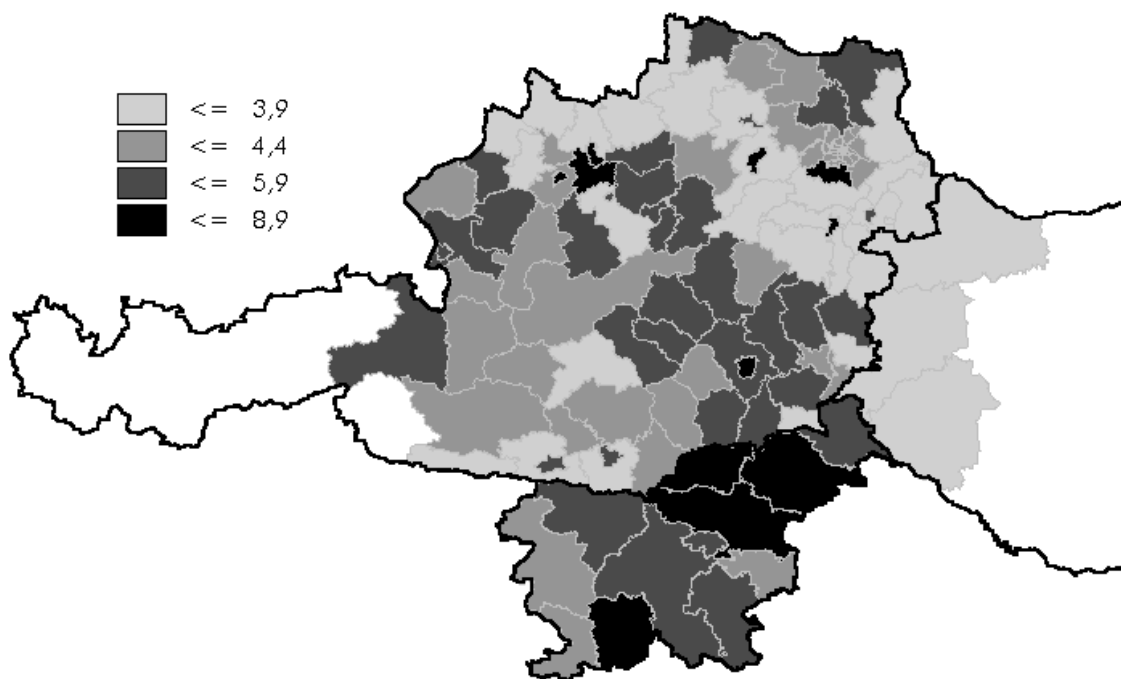 <= 3,9
<= 4,4
<= 5,9
<= 8,9